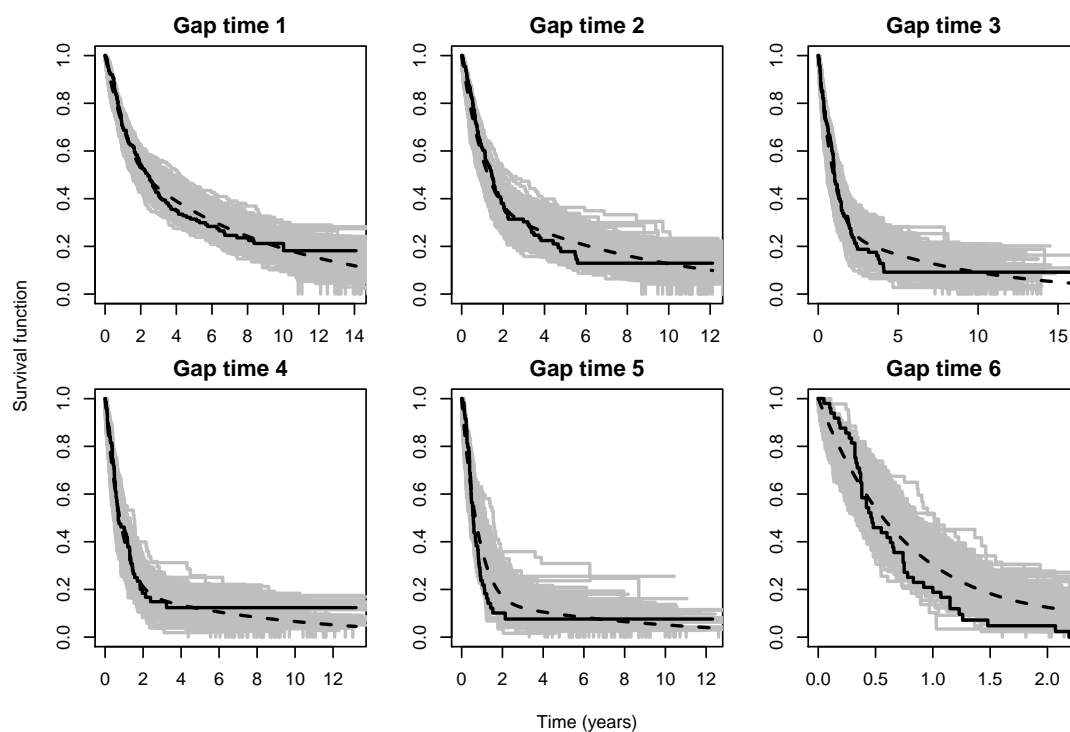 Gap time 1
Gap time 2
Gap time 3
0.0 0.2 0.4 0.6 0.8 1.0
0 2 4 6 8 10 12 14
0.0 0.2 0.4 0.6 0.8 1.0
0 2 4 6 8 10 12
0.0 0.2 0.4 0.6 0.8 1.0
0 5 10 15
Survival function
Gap time 4
Gap time 5
Gap time 6
0.0 0.2 0.4 0.6 0.8 1.0
0 2 4 6 8 10 12
0.0 0.2 0.4 0.6 0.8 1.0
0 2 4 6 8 10 12
0.0 0.2 0.4 0.6 0.8 1.0
0.0 0.5 1.0 1.5 2.0
Time (years)